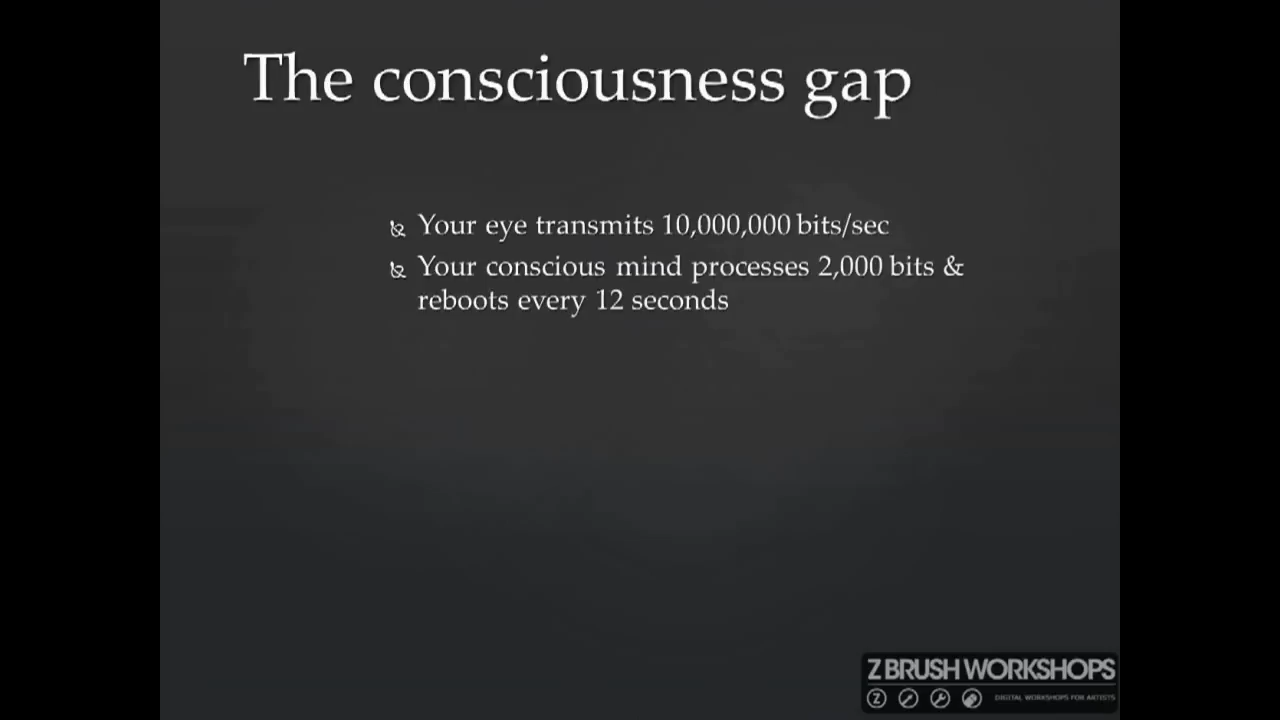 The consciousness gap
Your eye transmits 10,000,000 bits/sec
Your conscious mind processes 2,000 bits &
reboots every 12 seconds
Z BRUSH WORKSHOPS
Z
DIGITAL WORKSHOPS FOR ARTISTS